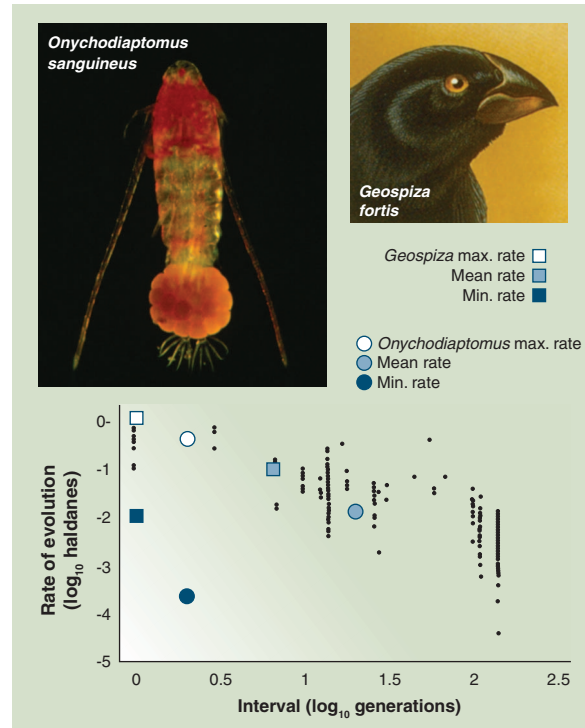 Onychodiaptomus
sanguineus
Geospiza
fortis
Geospiza max. rate
Mean rate
Min. rate
Onychodiaptomus max. rate
Mean rate
Min. rate
Rate of evolution
(log10 haldanes)
0-
-1
-2
-3
-4
-5
0 0.5 1 1.5 2 2.5
Interval (log10 generations)